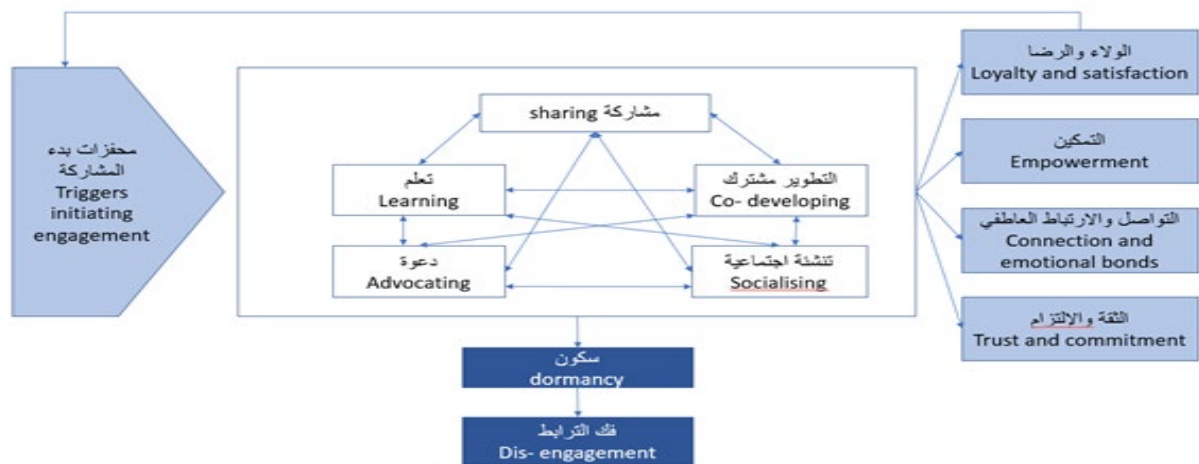 محفزات بدء
المشاركة
Triggers
initiating
engagement
مشاركة sharing
تعلم
Learning
التطوير مشترك
Co- developing
دعوة
Advocating
تنشئة اجتماعية
Socialising
الولاء والرضا
Loyalty and satisfaction
التمكين
Empowerment
التواصل والارتباط العاطفي
Connection and
emotional bonds
الثقة والإلتزام
Trust and commitment
سكون
dormancy
فك الترابط
Dis- engagement